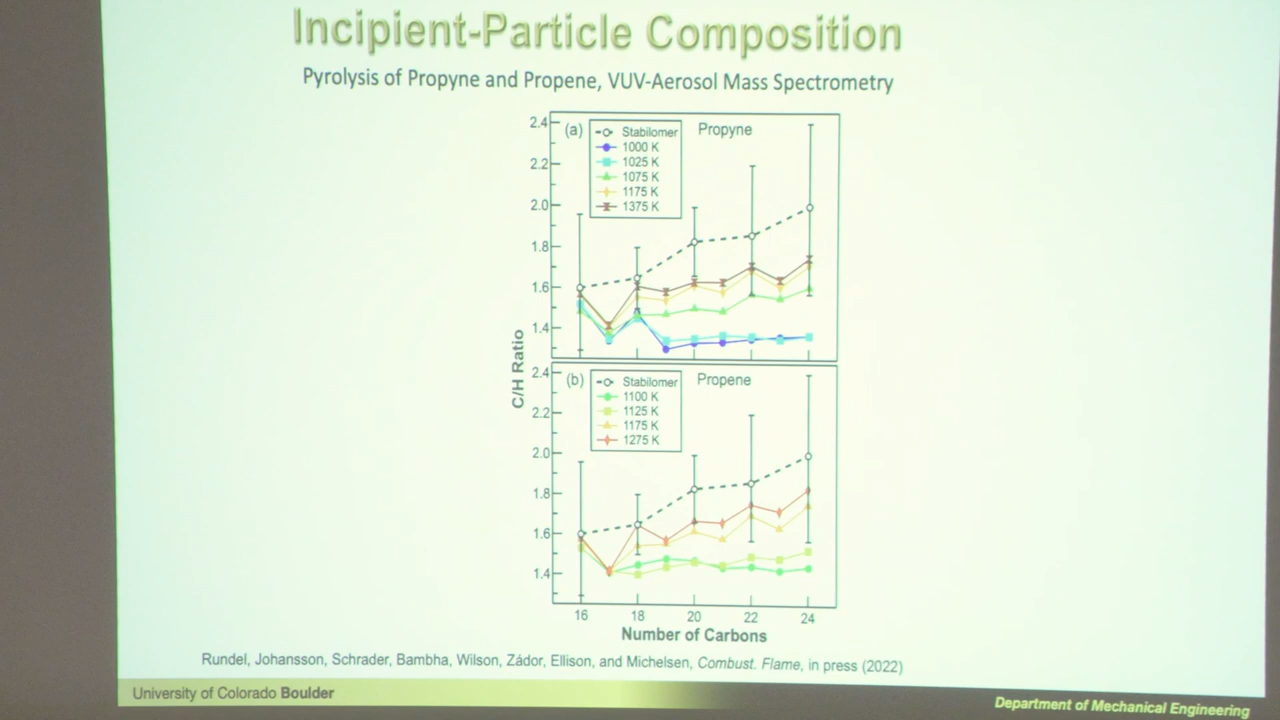 Incipient-Particle Composition
Pyrolysis of Propyne and Propene, VUV-Aerosol Mass Spectrometry
(a)
Propyne
Stabilomer
1000 K
1025 K
1075 K
1175 K
1375 K
2.4
2.2
2.0
1.8
1.6
1.4
C/H Ratio
(b)
Propene
Stabilomer
1100 K
1125 K
1175 K
1275 K
2.4
2.2
2.0
1.8
1.6
1.4
16 18 20 22 24
Number of Carbons
Rundel, Johansson, Schrader, Bambha, Wilson, Zádor, Ellison, and Michelsen, Combust. Flame, in press (2022)
University of Colorado Boulder
Department of Mechanical Engineering